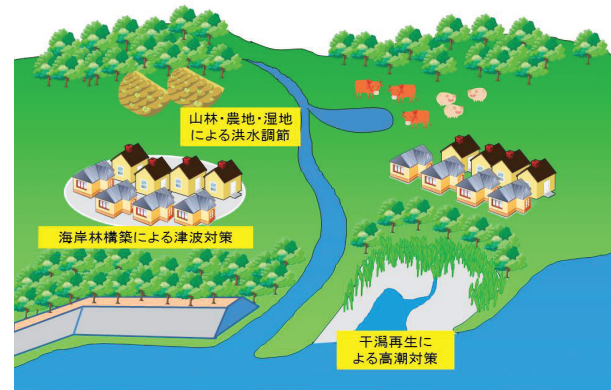 山林・農地・湿地
による洪水調節
海岸林構築による津波対策
干潟再生に
よる高潮対策